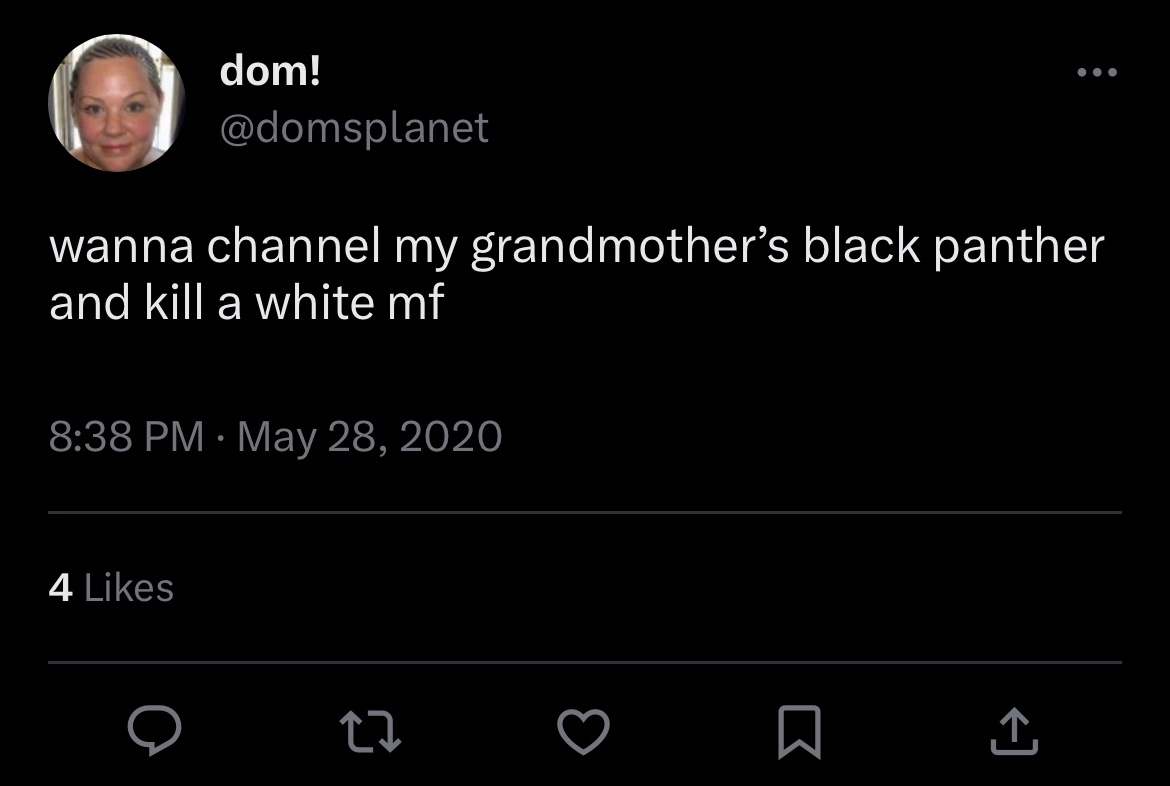 dom!
@domsplanet
wanna channel my grandmother’s black panther
and kill a white mf
8:38 PM · May 28, 2020
4 Likes